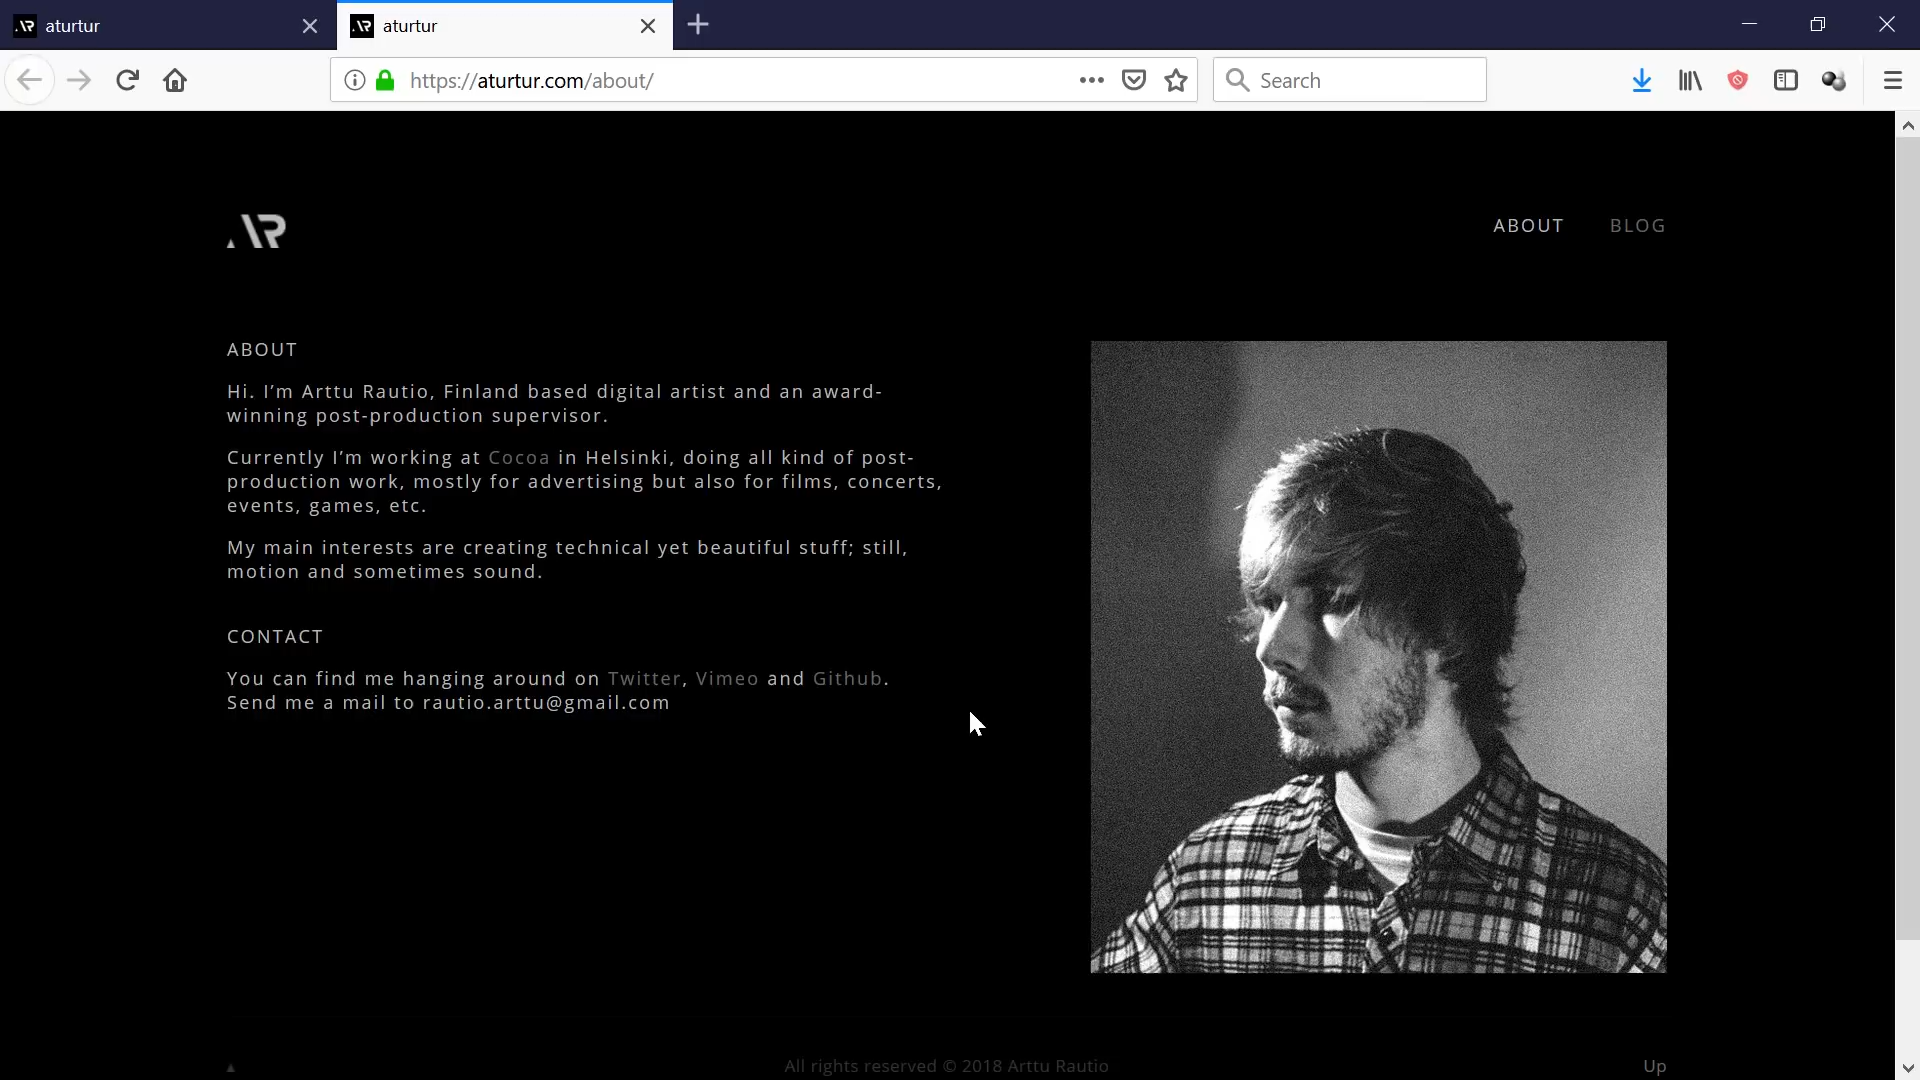 aturtur
aturtur
https://aturtur.com/about/
Search
ABOUT BLOG
ABOUT
Hi. I’m Arttu Rautio, Finland based digital artist and an award-
winning post-production supervisor.
Currently I’m working at Cocoa in Helsinki, doing all kind of post-
production work, mostly for advertising but also for films, concerts,
events, games, etc.
My main interests are creating technical yet beautiful stuff; still,
motion and sometimes sound.
CONTACT
You can find me hanging around on Twitter, Vimeo and Github.
Send me a mail to rautio.arttu@gmail.com
All rights reserved © 2018 Arttu Rautio
Up